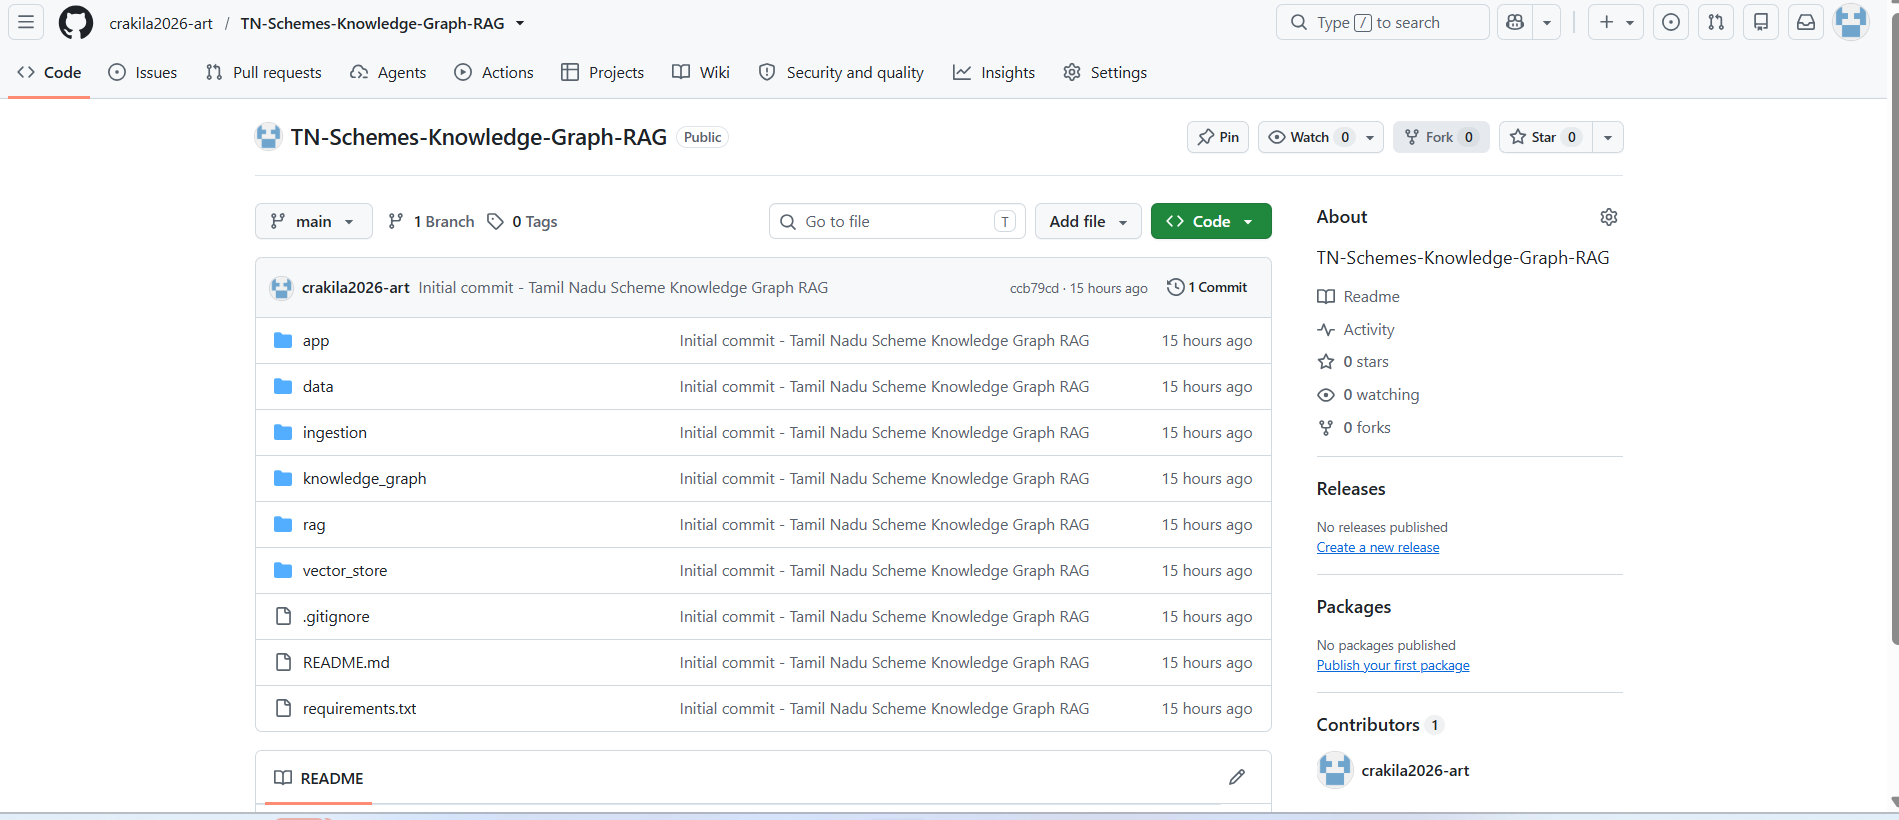 crakila2026-art / TN-Schemes-Knowledge-Graph-RAG
Type / to search
Code Issues Pull requests Agents Actions Projects Wiki Security and quality Insights Settings
TN-Schemes-Knowledge-Graph-RAG Public
Pin Watch 0 Fork 0 Star 0
main 1 Branch 0 Tags
Go to file T Add file Code
crakila2026-art Initial commit - Tamil Nadu Scheme Knowledge Graph RAG ccb79cd · 15 hours ago 1 Commit
app Initial commit - Tamil Nadu Scheme Knowledge Graph RAG 15 hours ago
data Initial commit - Tamil Nadu Scheme Knowledge Graph RAG 15 hours ago
ingestion Initial commit - Tamil Nadu Scheme Knowledge Graph RAG 15 hours ago
knowledge_graph Initial commit - Tamil Nadu Scheme Knowledge Graph RAG 15 hours ago
rag Initial commit - Tamil Nadu Scheme Knowledge Graph RAG 15 hours ago
vector_store Initial commit - Tamil Nadu Scheme Knowledge Graph RAG 15 hours ago
.gitignore Initial commit - Tamil Nadu Scheme Knowledge Graph RAG 15 hours ago
README.md Initial commit - Tamil Nadu Scheme Knowledge Graph RAG 15 hours ago
requirements.txt Initial commit - Tamil Nadu Scheme Knowledge Graph RAG 15 hours ago
README
About
TN-Schemes-Knowledge-Graph-RAG
Readme
Activity
0 stars
0 watching
0 forks
Releases
No releases published
Create a new release
Packages
No packages published
Publish your first package
Contributors 1
crakila2026-art